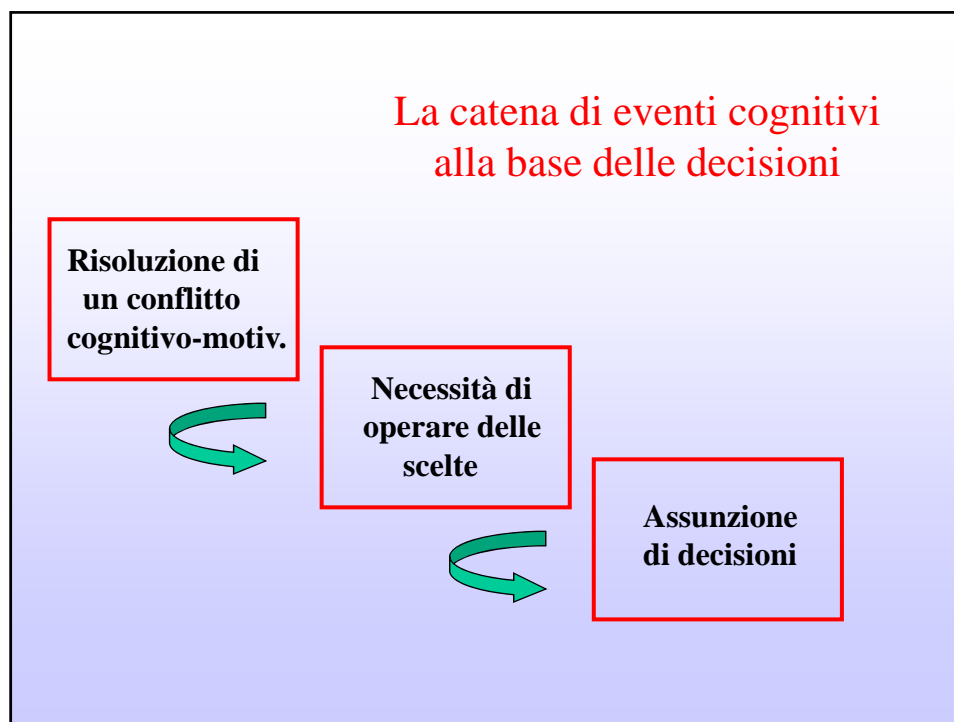 La catena di eventi cognitivi
alla base delle decisioni
Risoluzione di
un conflitto
cognitivo-motiv.
Necessità di
operare delle
scelte
Assunzione
di decisioni